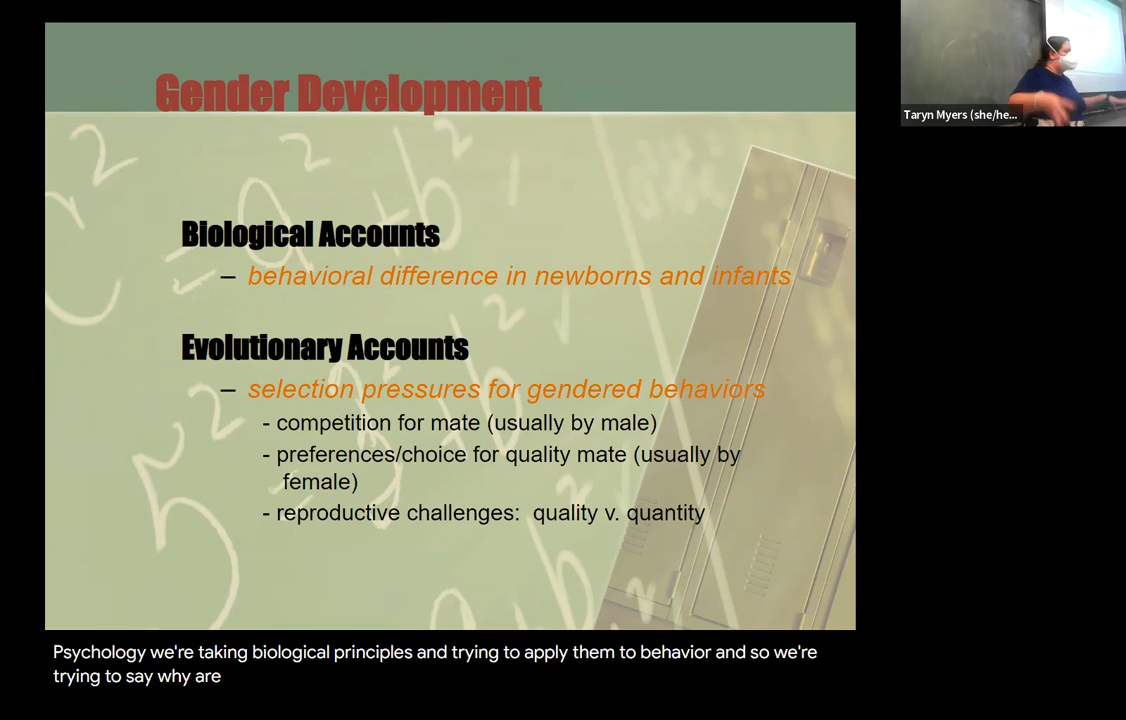 Gender Development
Taryn Myers (she/he...
Biological Accounts
– behavioral difference in newborns and infants
Evolutionary Accounts
– selection pressures for gendered behaviors
- competition for mate (usually by male)
- preferences/choice for quality mate (usually by
female)
- reproductive challenges:  quality v. quantity
Psychology we're taking biological principles and trying to apply them to behavior and so we're
trying to say why are